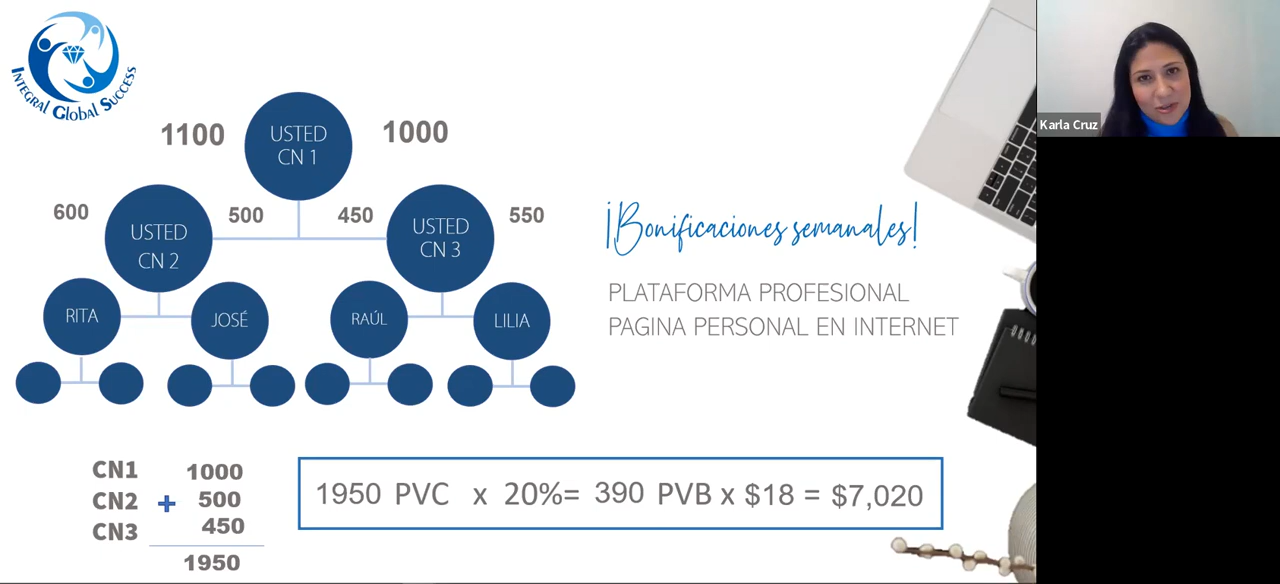 INTEGRAL GLOBAL SUCCESS
1100
USTED
CN 1
1000
600
USTED
CN 2
500
450
USTED
CN 3
550
RITA
JOSÉ
RAÚL
LILIA
¡Bonificaciones semanales!
PLATAFORMA PROFESIONAL
PAGINA PERSONAL EN INTERNET
CN1 1000
CN2 + 500
CN3 450
1950
1950 PVC x 20%= 390 PVB x $18 = $7,020
Karla Cruz